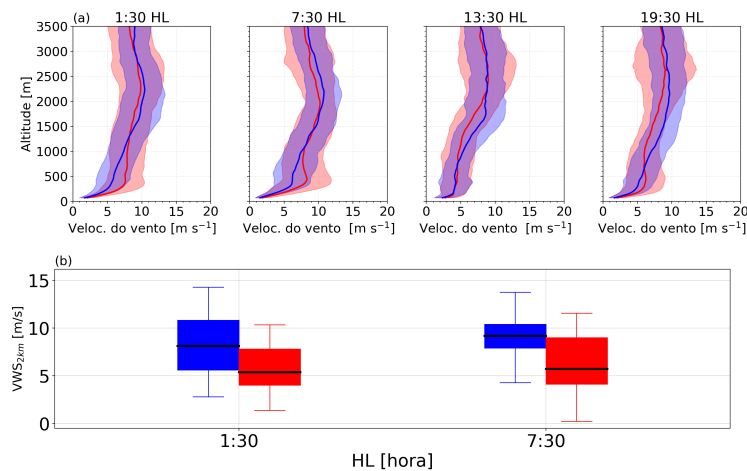 (a) 1:30 HL 7:30 HL 13:30 HL 19:30 HL
3500
3000
2500
2000
1500
1000
500
0
Altitude [m]
0 5 10 15 20 0 5 10 15 20 0 5 10 15 20 0 5 10 15 20
Veloc. do vento [m s⁻¹] Veloc. do vento [m s⁻¹] Veloc. do vento [m s⁻¹] Veloc. do vento [m s⁻¹]
(b)
15
10
5
0
VWS₂ₖₘ [m/s]
1:30 7:30
HL [hora]